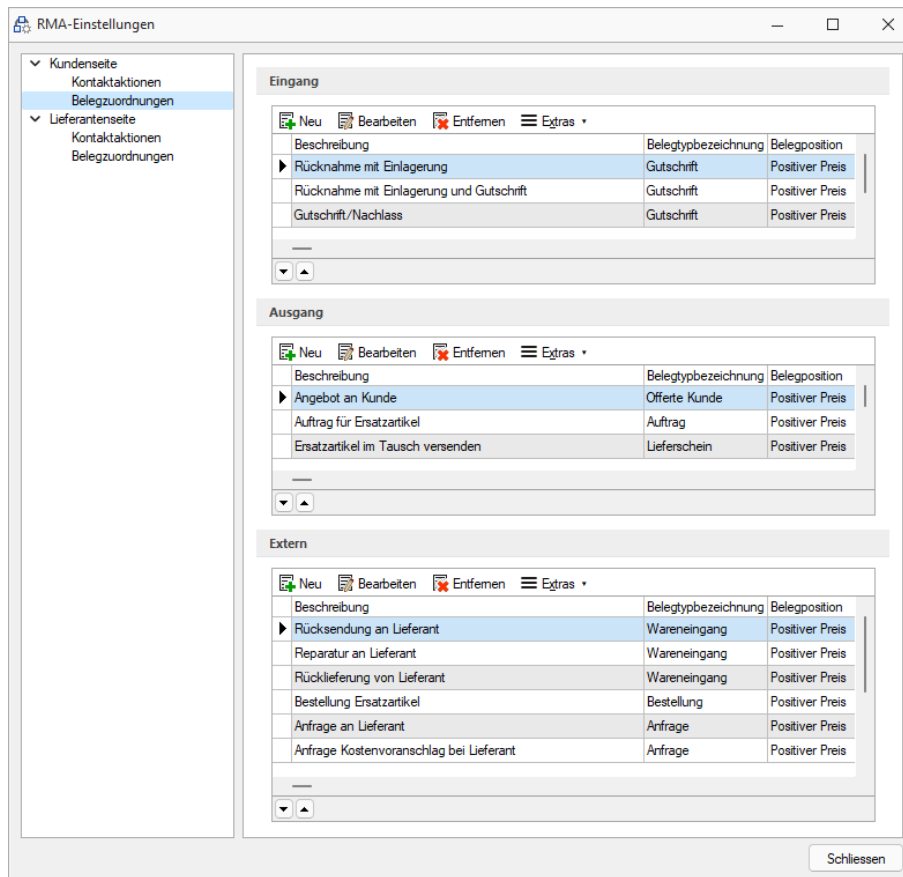 RMA-Einstellungen
Kundenseite
Kontaktaktionen
Belegzuordnungen
Lieferantenseite
Kontaktaktionen
Belegzuordnungen
Eingang
Neu Bearbeiten Entfernen Extras
Beschreibung Belegtypbezeichnung Belegposition
Rücknahme mit Einlagerung Gutschrift Positiver Preis
Rücknahme mit Einlagerung und Gutschrift Gutschrift Positiver Preis
Gutschrift/Nachlass Gutschrift Positiver Preis
Ausgang
Neu Bearbeiten Entfernen Extras
Beschreibung Belegtypbezeichnung Belegposition
Angebot an Kunde Offerte Kunde Positiver Preis
Auftrag für Ersatzartikel Auftrag Positiver Preis
Ersatzartikel im Tausch versenden Lieferschein Positiver Preis
Extern
Neu Bearbeiten Entfernen Extras
Beschreibung Belegtypbezeichnung Belegposition
Rücksendung an Lieferant Wareneingang Positiver Preis
Reparatur an Lieferant Wareneingang Positiver Preis
Rücklieferung von Lieferant Wareneingang Positiver Preis
Bestellung Ersatzartikel Bestellung Positiver Preis
Anfrage an Lieferant Anfrage Positiver Preis
Anfrage Kostenvoranschlag bei Lieferant Anfrage Positiver Preis
Schliessen